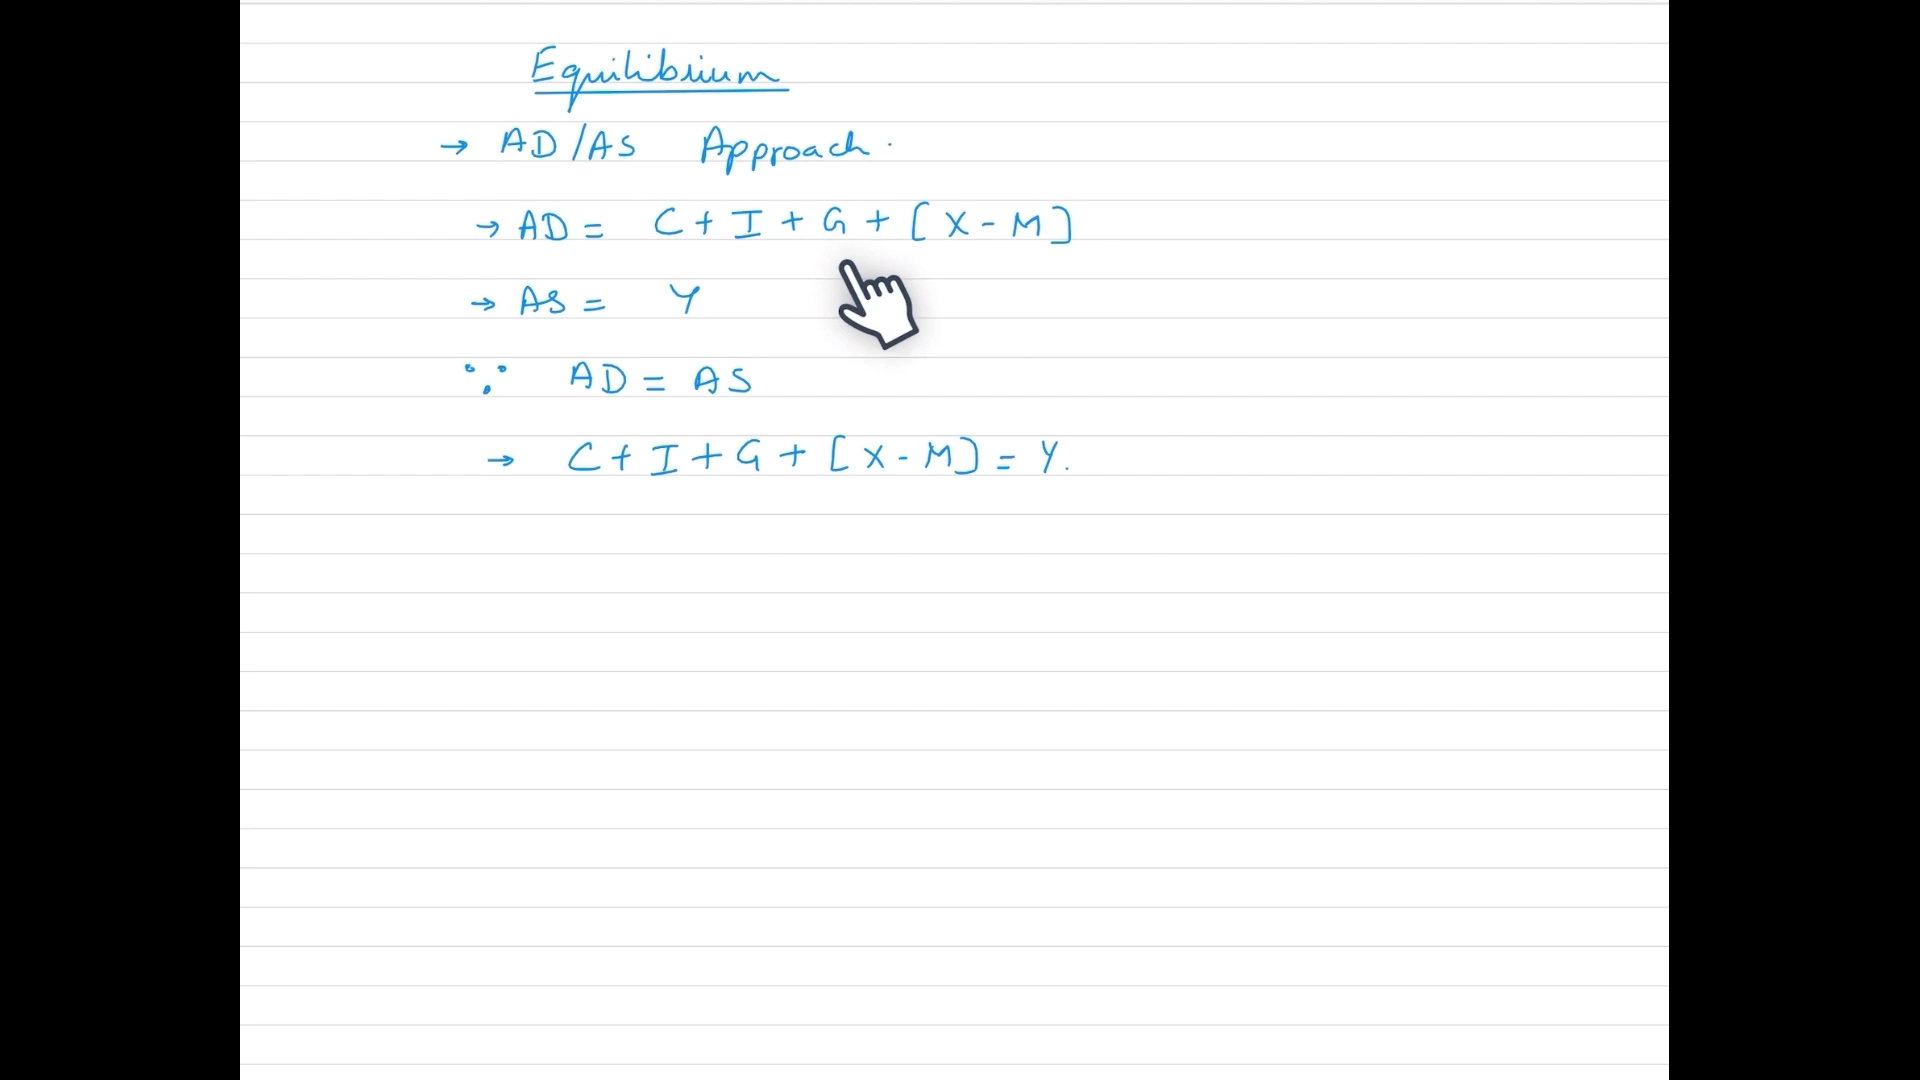 Equilibrium
→ AD/AS Approach.
→ AD = C + I + G + [X - M]
→ AS = Y
∵ AD = AS
→ C + I + G + [X - M] = Y.